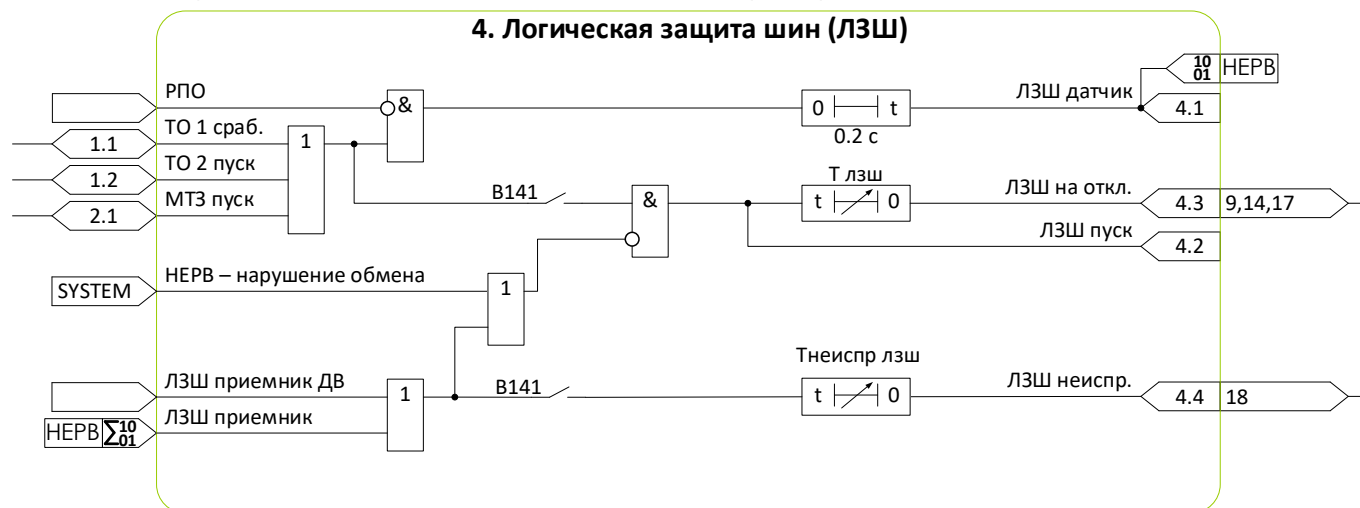 4. Логическая защита шин (ЛЗШ)
10
01 НЕРВ
РПО
&
0 t
0.2 с
ЛЗШ датчик
4.1
1.1
ТО 1 сраб.
1
1.2
ТО 2 пуск
2.1
МТЗ пуск
В141
&
Т лзш
t 0
ЛЗШ на откл.
4.3 9,14,17
ЛЗШ пуск
4.2
SYSTEM
НЕРВ – нарушение обмена
1
Тнеиспр лзш
ЛЗШ приемник ДВ
1
В141
t 0
ЛЗШ неиспр.
4.4 18
НЕРВ Σ 10
01
ЛЗШ приемник